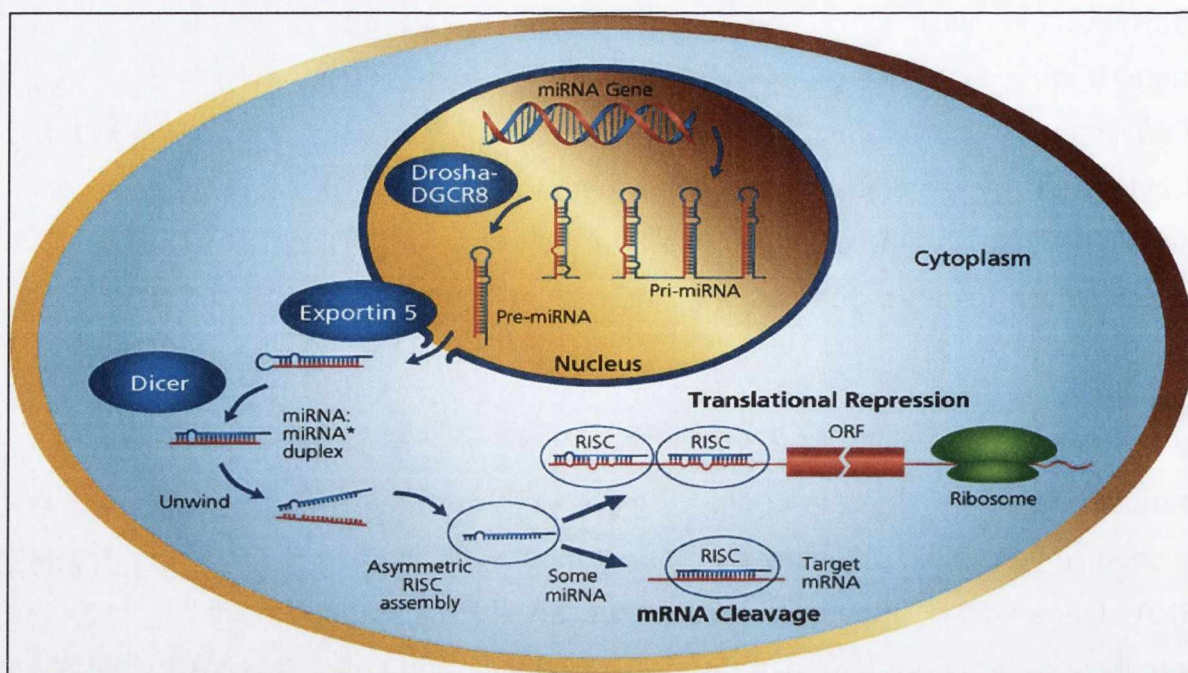 miRNA Gene
Drosha-
DGCR8
Pri-miRNA
Pre-miRNA
Exportin 5
Nucleus
Cytoplasm
Dicer
miRNA:
miRNA*
duplex
Unwind
Asymmetric
RISC
assembly
Translational Repression
RISC
RISC
ORF
Ribosome
Some
miRNA
RISC
Target
mRNA
mRNA Cleavage